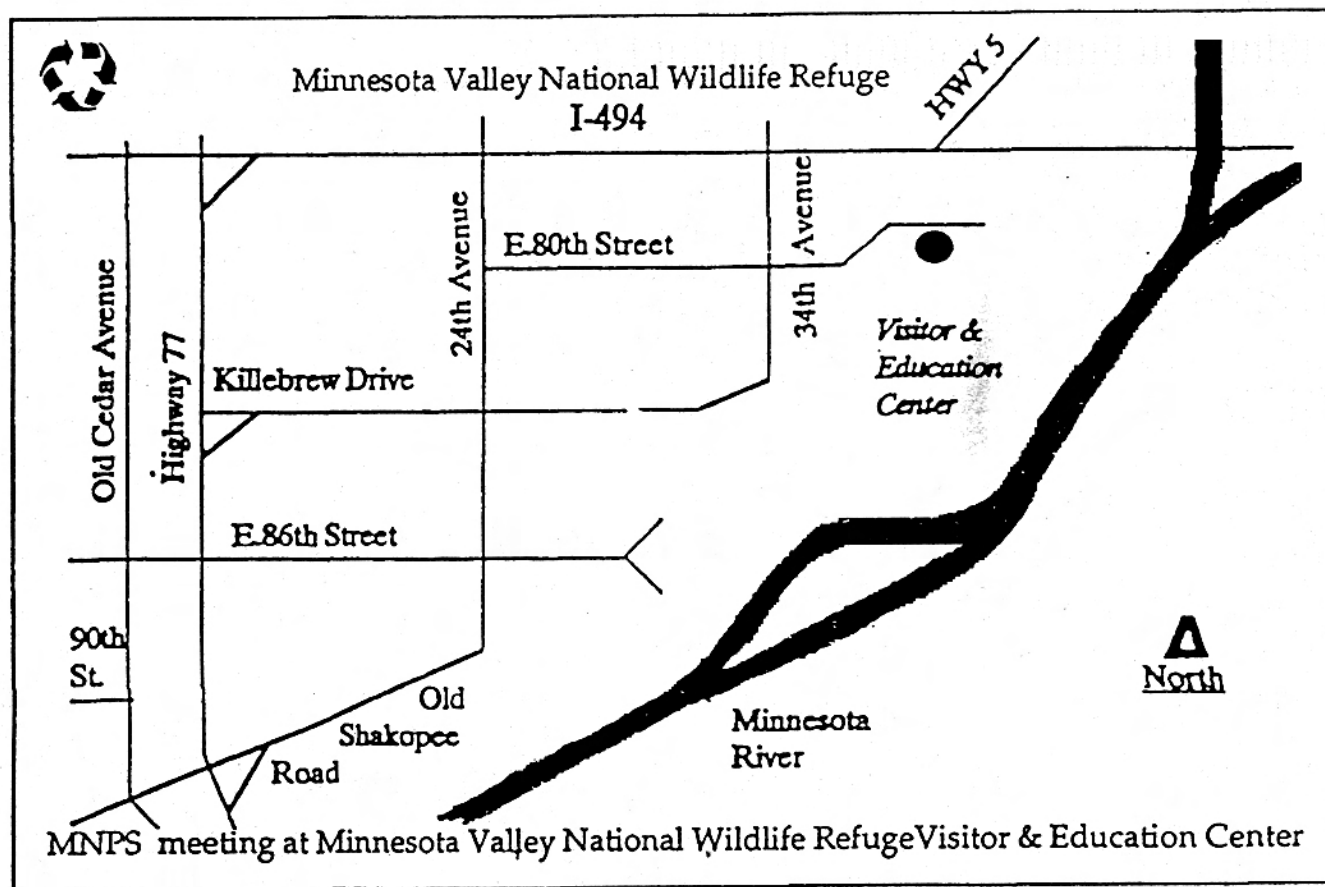 Minnesota Valley National Wildlife Refuge
I-494
HWY 5
Old Cedar Avenue
Highway 77
24th Avenue
34th Avenue
E.80th Street
Visitor &
Education
Center
Killebrew Drive
E.86th Street
90th
St.
Old
Shakopee
Road
Minnesota
River
North
MNPS meeting at Minnesota Valley National Wildlife RefugeVisitor & Education Center